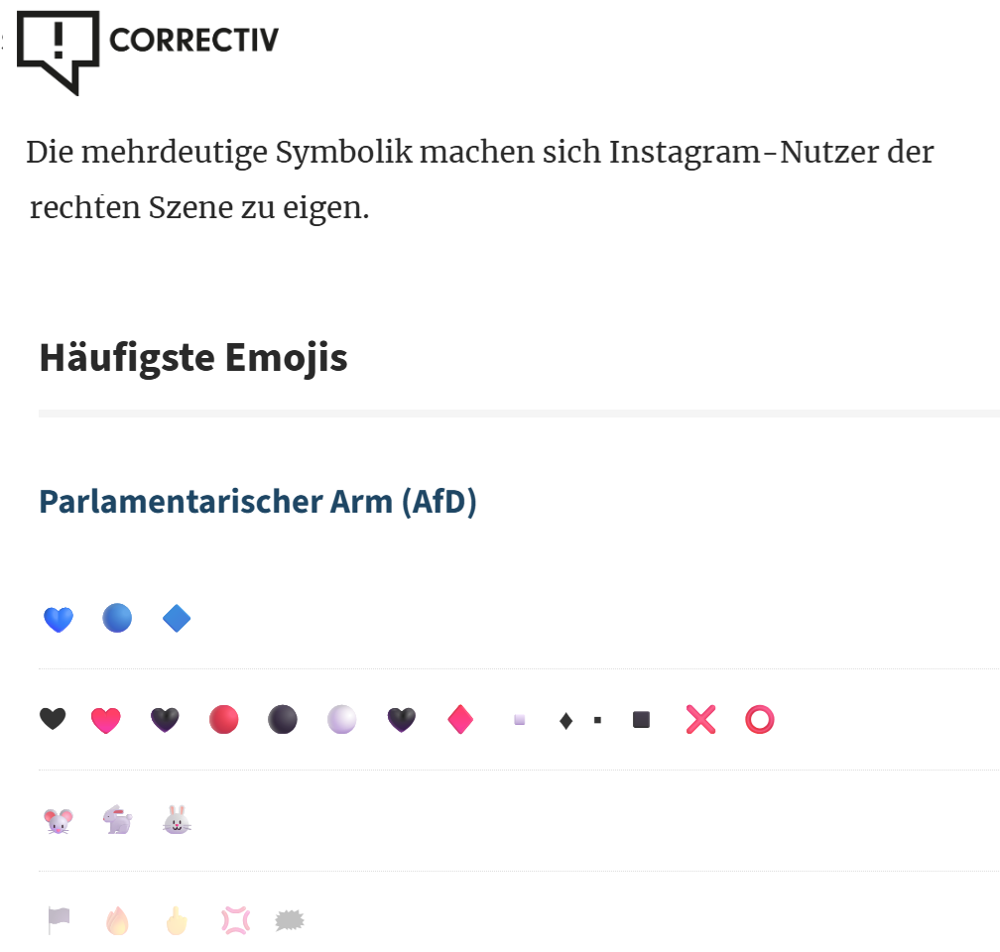 CORRECTIV
Die mehrdeutige Symbolik machen sich Instagram-Nutzer der
rechten Szene zu eigen.
Häufigste Emojis
Parlamentarischer Arm (AfD)